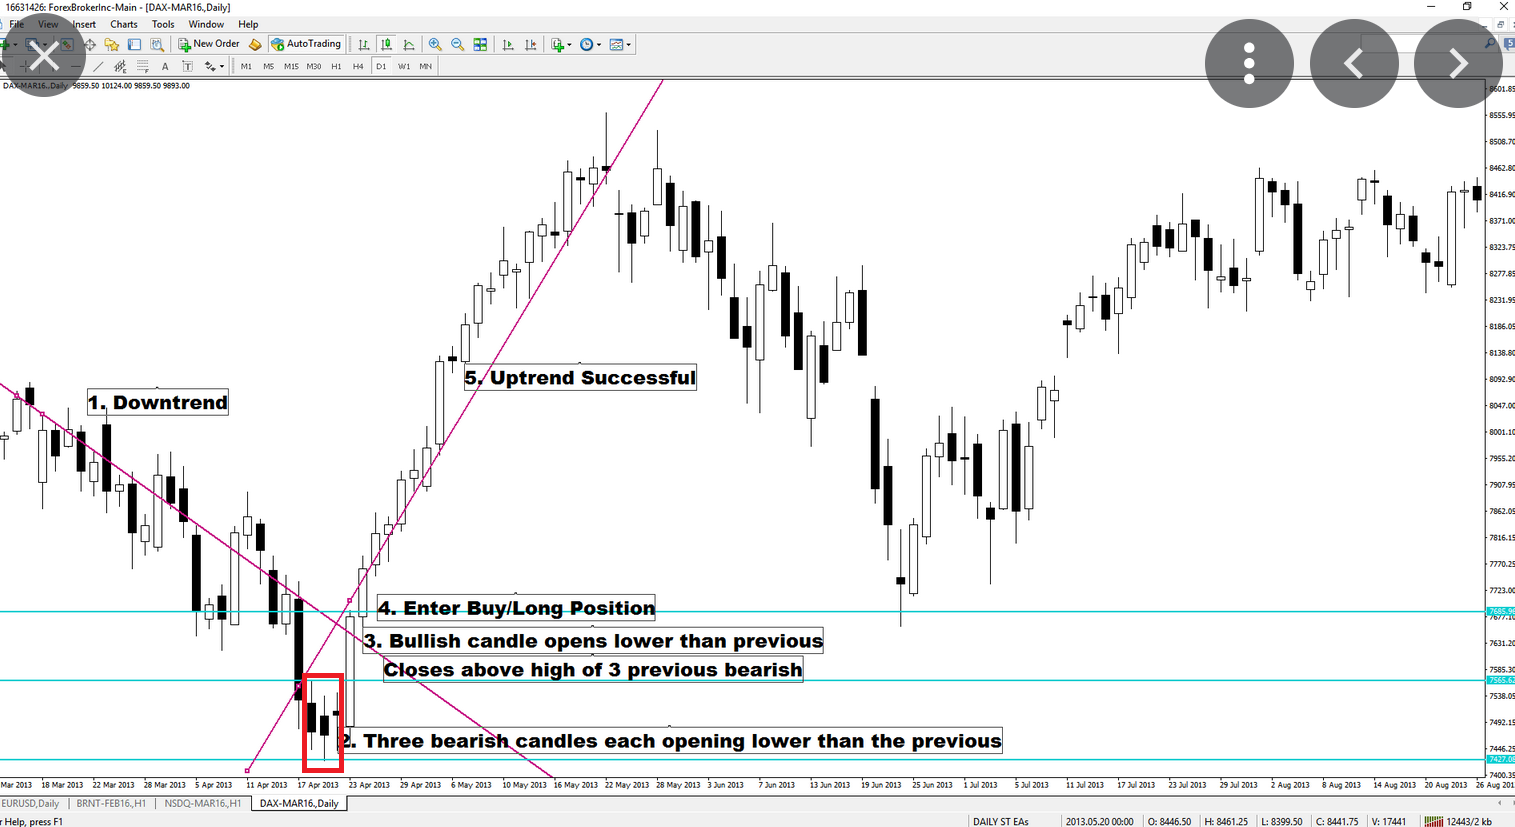 16631426: ForexBrokerInc-Main - [DAX-MAR16.,Daily]
File View Insert Charts Tools Window Help
New Order AutoTrading
A T M1 M5 M15 M30 H1 H4 D1 W1 MN
DAX-MAR16.,Daily 9859.50 10124.00 9859.50 9893.00
8601.85
8555.95
8508.70
8462.80
8416.90
8371.00
8323.75
8277.85
8231.95
8186.05
8138.80
8092.90
8047.00
8001.10
7955.20
7907.95
7862.05
7816.15
7770.25
7723.00
7677.10
7631.20
7585.30
7565.62
7538.05
7492.15
7446.25
7400.35
1. Downtrend
5. Uptrend Successful
4. Enter Buy/Long Position
3. Bullish candle opens lower than previous
Closes above high of 3 previous bearish
2. Three bearish candles each opening lower than the previous
Mar 2013 18 Mar 2013 22 Mar 2013 28 Mar 2013 5 Apr 2013 11 Apr 2013 17 Apr 2013 23 Apr 2013 29 Apr 2013 6 May 2013 10 May 2013 16 May 2013 22 May 2013 28 May 2013 3 Jun 2013 7 Jun 2013 13 Jun 2013 19 Jun 2013 25 Jun 2013 1 Jul 2013 5 Jul 2013 11 Jul 2013 17 Jul 2013 23 Jul 2013 29 Jul 2013 2 Aug 2013 8 Aug 2013 14 Aug 2013 20 Aug 2013 26 Aug 2013
EURUSD,Daily BRNT-FEB16.,H1 NSDQ-MAR16.,H1 DAX-MAR16.,Daily
r Help, press F1 DAILY ST EAs 2013.05.20 00:00 O: 8446.50 H: 8461.25 L: 8399.50 C: 8441.75 V: 17441 12443/2 kb